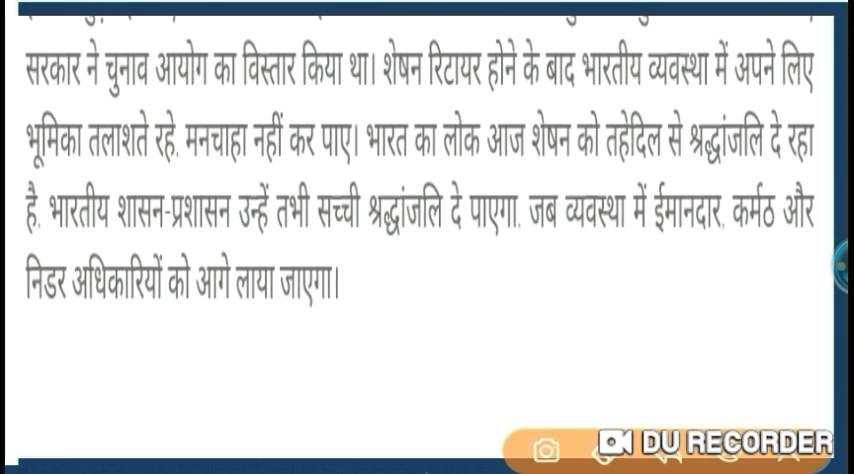 सरकार ने चुनाव आयोग का विस्तार किया था। शेषन रिटायर होने के बाद भारतीय व्यवस्था में अपने लिए
भूमिका तलाशते रहे, मनचाहा नहीं कर पाए। भारत का लोक आज शेषन को तहेदिल से श्रद्धांजलि दे रहा
है, भारतीय शासन-प्रशासन उन्हें तभी सच्ची श्रद्धांजलि दे पाएगा, जब व्यवस्था में ईमानदार, कर्मठ और
निडर अधिकारियों को आगे लाया जाएगा।
DU RECORDER